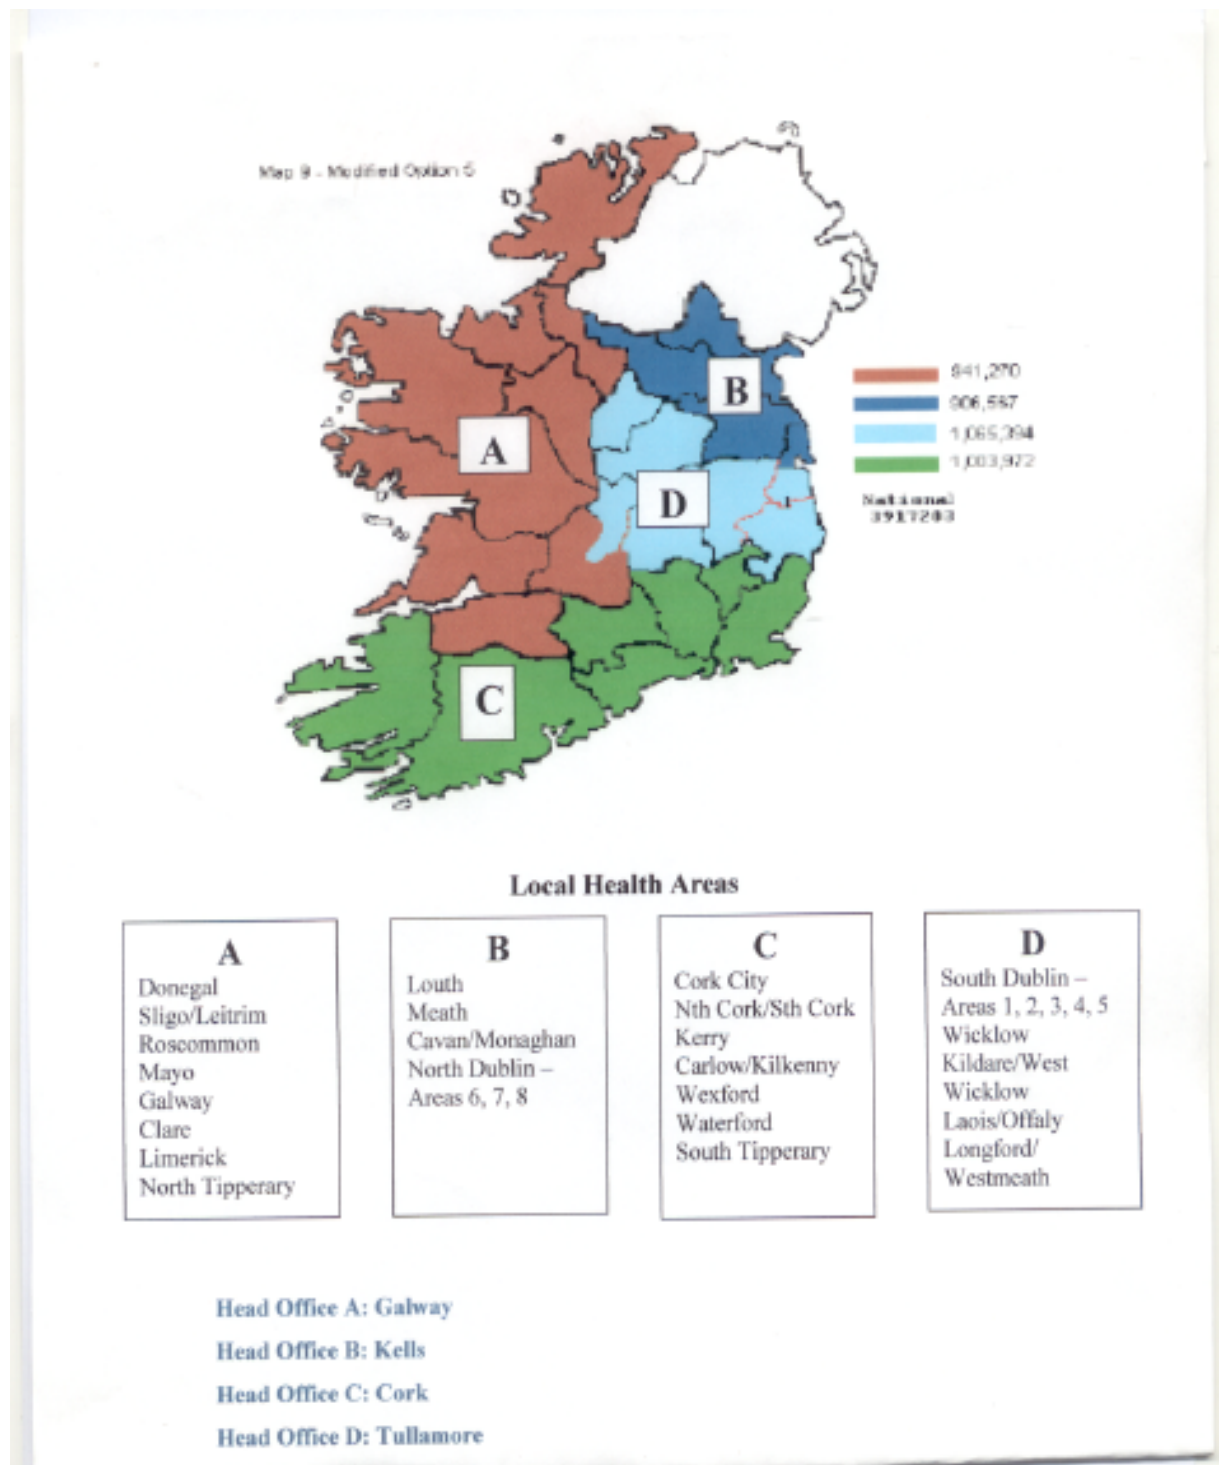 Map 9 - Modified Option 5
A
B
C
D
941,270
906,567
1,065,394
1,003,972
National
3917203
Local Health Areas
A
Donegal
Sligo/Leitrim
Roscommon
Mayo
Galway
Clare
Limerick
North Tipperary
B
Louth
Meath
Cavan/Monaghan
North Dublin –
Areas 6, 7, 8
C
Cork City
Nth Cork/Sth Cork
Kerry
Carlow/Kilkenny
Wexford
Waterford
South Tipperary
D
South Dublin –
Areas 1, 2, 3, 4, 5
Wicklow
Kildare/West
Wicklow
Laois/Offaly
Longford/
Westmeath
Head Office A: Galway
Head Office B: Kells
Head Office C: Cork
Head Office D: Tullamore